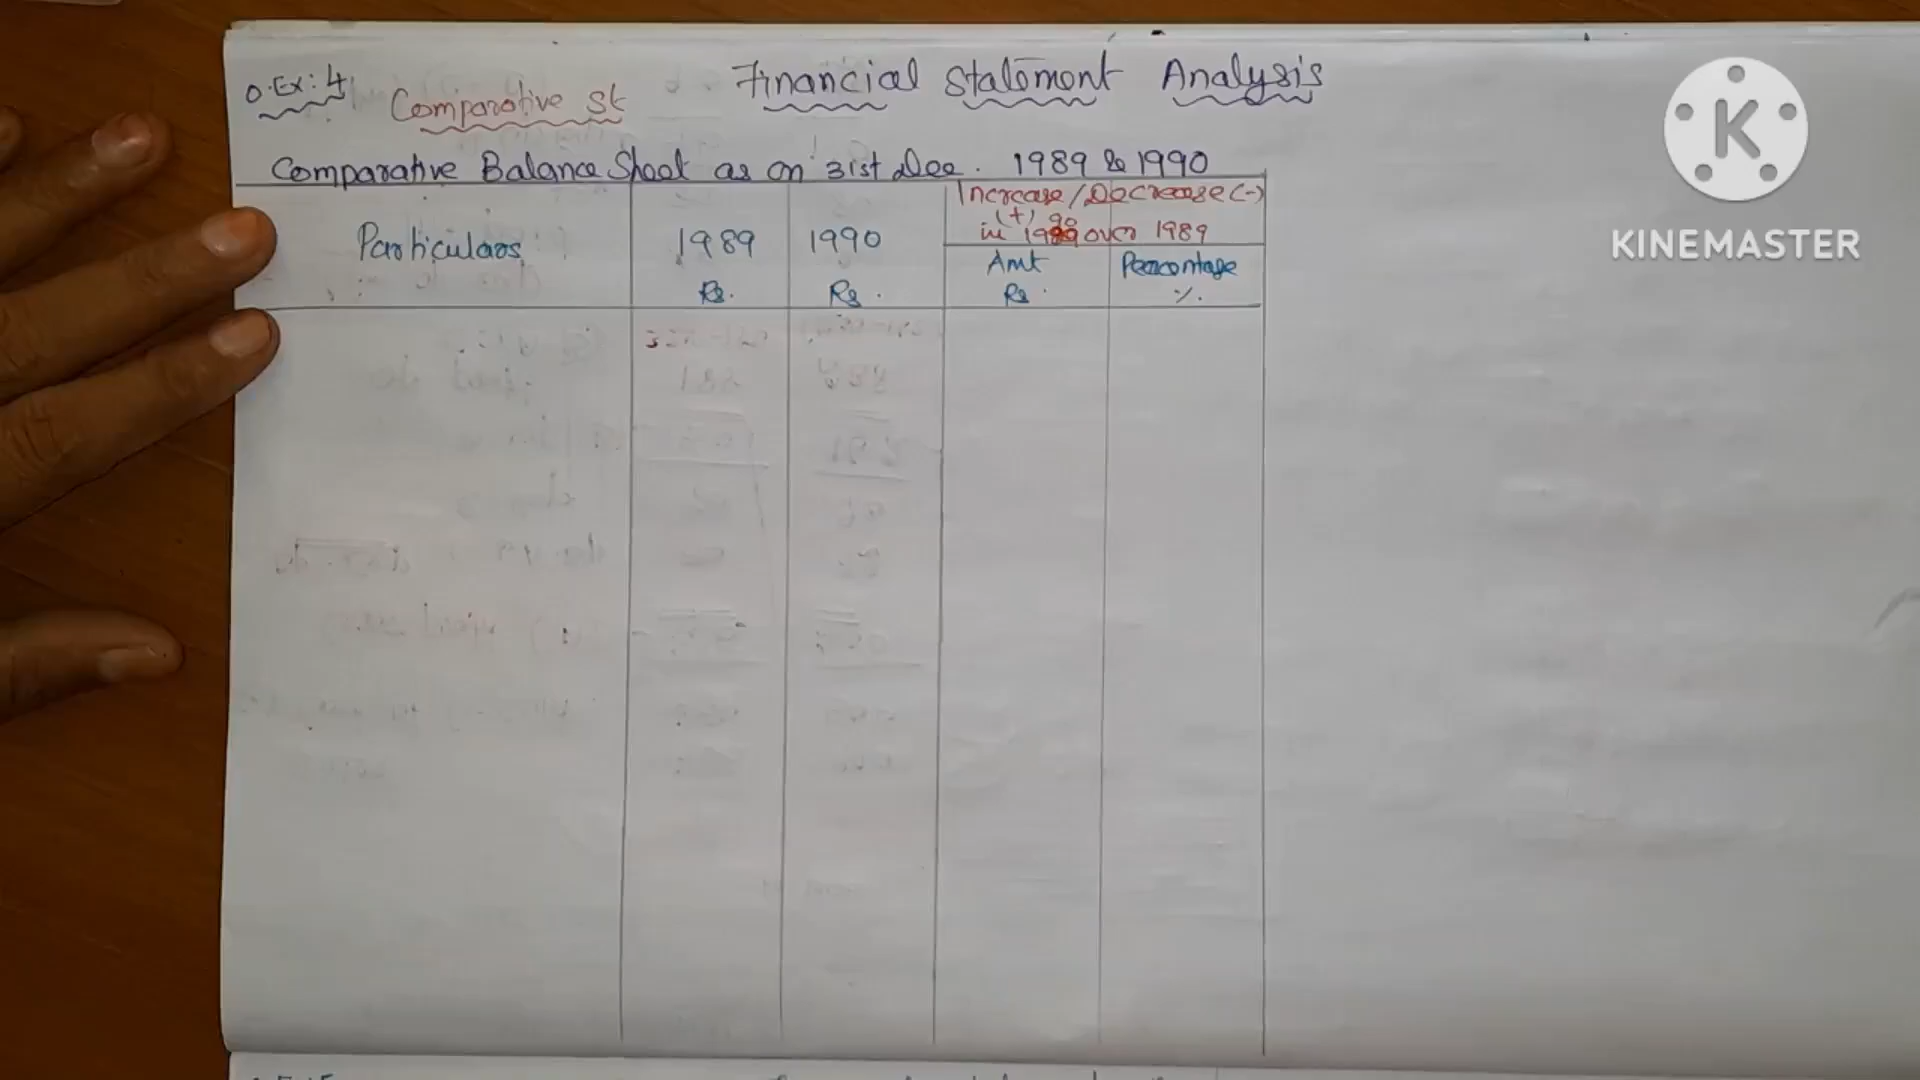 O.Ex: 4
Financial Statement Analysis
Comparative St
Comparative Balance Sheet as on 31st Dec. 1989 & 1990
Particulars
1989
Rs.
1990
Rs.
Increase/Decrease (-)
(+)
in 1990 over 1989
Amt
Rs.
Percentage
%.
K
KINEMASTER